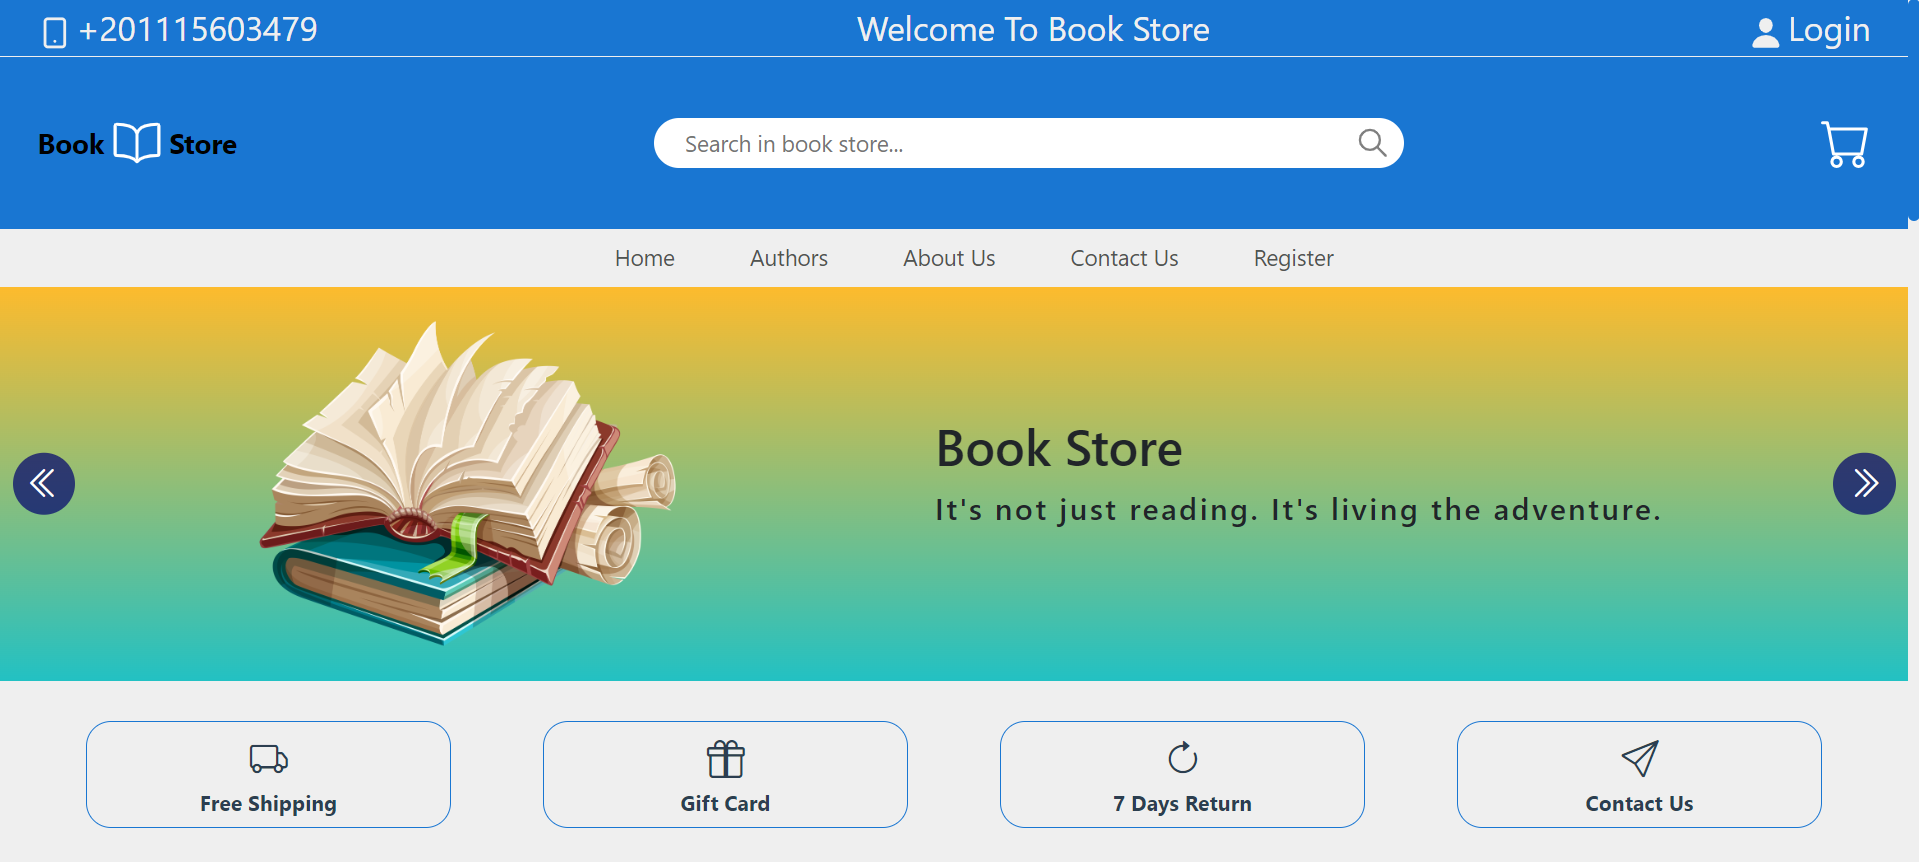 +201115603479
Welcome To Book Store
Login
Book Store
Search in book store...
Home Authors About Us Contact Us Register
Book Store
It's not just reading. It's living the adventure.
Free Shipping
Gift Card
7 Days Return
Contact Us